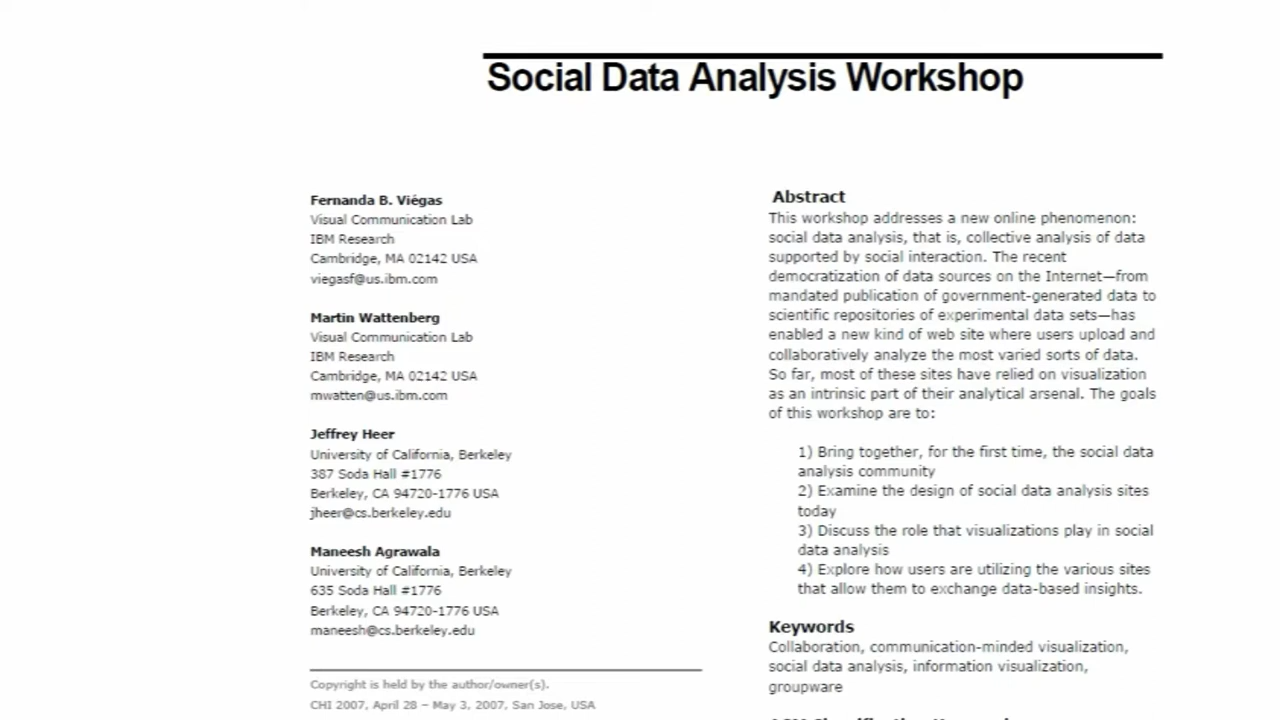 Social Data Analysis Workshop
Fernanda B. Viégas
Visual Communication Lab
IBM Research
Cambridge, MA 02142 USA
viegasf@us.ibm.com
Martin Wattenberg
Visual Communication Lab
IBM Research
Cambridge, MA 02142 USA
mwatten@us.ibm.com
Jeffrey Heer
University of California, Berkeley
387 Soda Hall #1776
Berkeley, CA 94720-1776 USA
jheer@cs.berkeley.edu
Maneesh Agrawala
University of California, Berkeley
635 Soda Hall #1776
Berkeley, CA 94720-1776 USA
maneesh@cs.berkeley.edu
Copyright is held by the author/owner(s).
CHI 2007, April 28 – May 3, 2007, San Jose, USA
Abstract
This workshop addresses a new online phenomenon:
social data analysis, that is, collective analysis of data
supported by social interaction. The recent
democratization of data sources on the Internet—from
mandated publication of government-generated data to
scientific repositories of experimental data sets—has
enabled a new kind of web site where users upload and
collaboratively analyze the most varied sorts of data.
So far, most of these sites have relied on visualization
as an intrinsic part of their analytical arsenal. The goals
of this workshop are to:
1) Bring together, for the first time, the social data
analysis community
2) Examine the design of social data analysis sites
today
3) Discuss the role that visualizations play in social
data analysis
4) Explore how users are utilizing the various sites
that allow them to exchange data-based insights.
Keywords
Collaboration, communication-minded visualization,
social data analysis, information visualization,
groupware